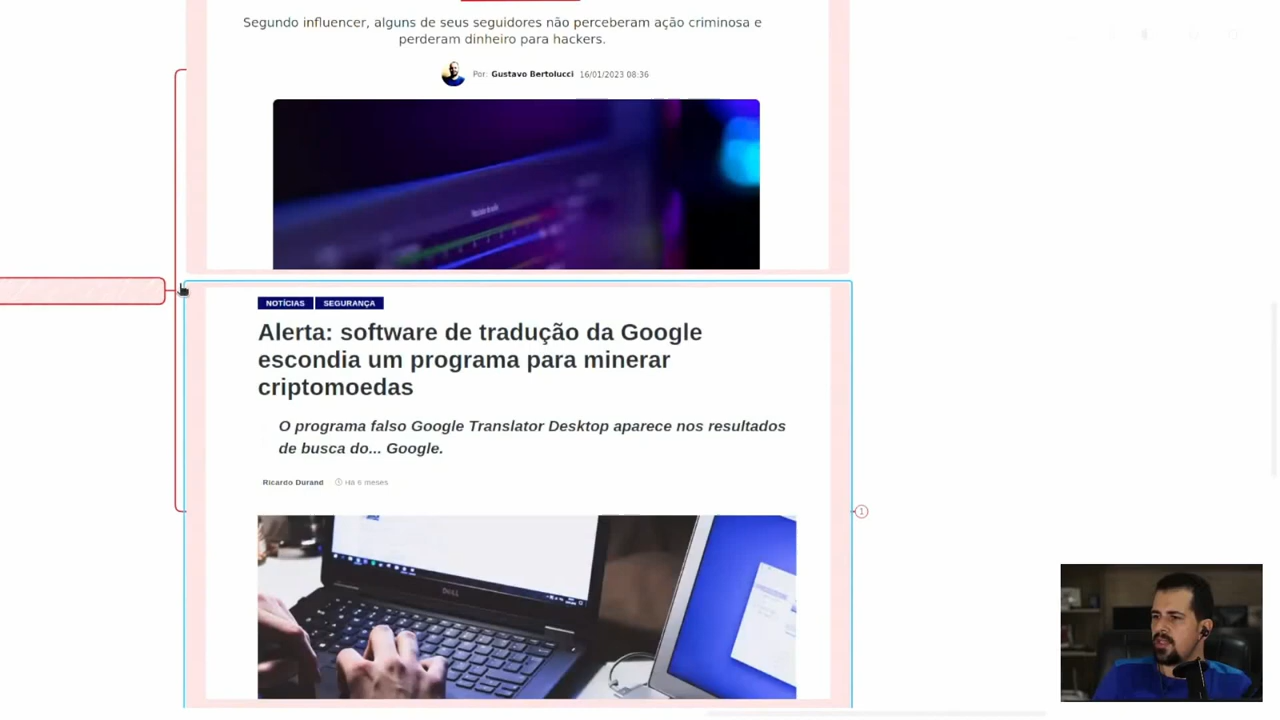 Segundo influencer, alguns de seus seguidores não perceberam ação criminosa e
perderam dinheiro para hackers.
Por: Gustavo Bertolucci 16/01/2023 08:36
NOTÍCIAS SEGURANÇA
Alerta: software de tradução da Google
escondia um programa para minerar
criptomoedas
O programa falso Google Translator Desktop aparece nos resultados
de busca do... Google.
Ricardo Durand Há 6 meses
1
DELL